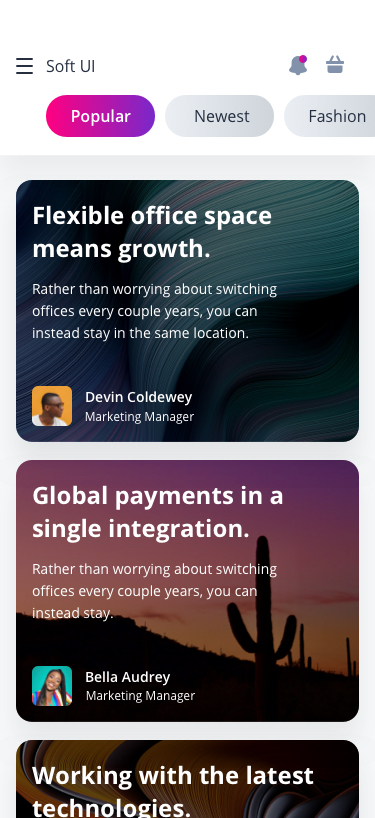 Soft UI
Popular
Newest
Fashion
Flexible office space
means growth.
Rather than worrying about switching
offices every couple years, you can
instead stay in the same location.
Devin Coldewey
Marketing Manager
Global payments in a
single integration.
Rather than worrying about switching
offices every couple years, you can
instead stay.
Bella Audrey
Marketing Manager
Working with the latest
technologies.